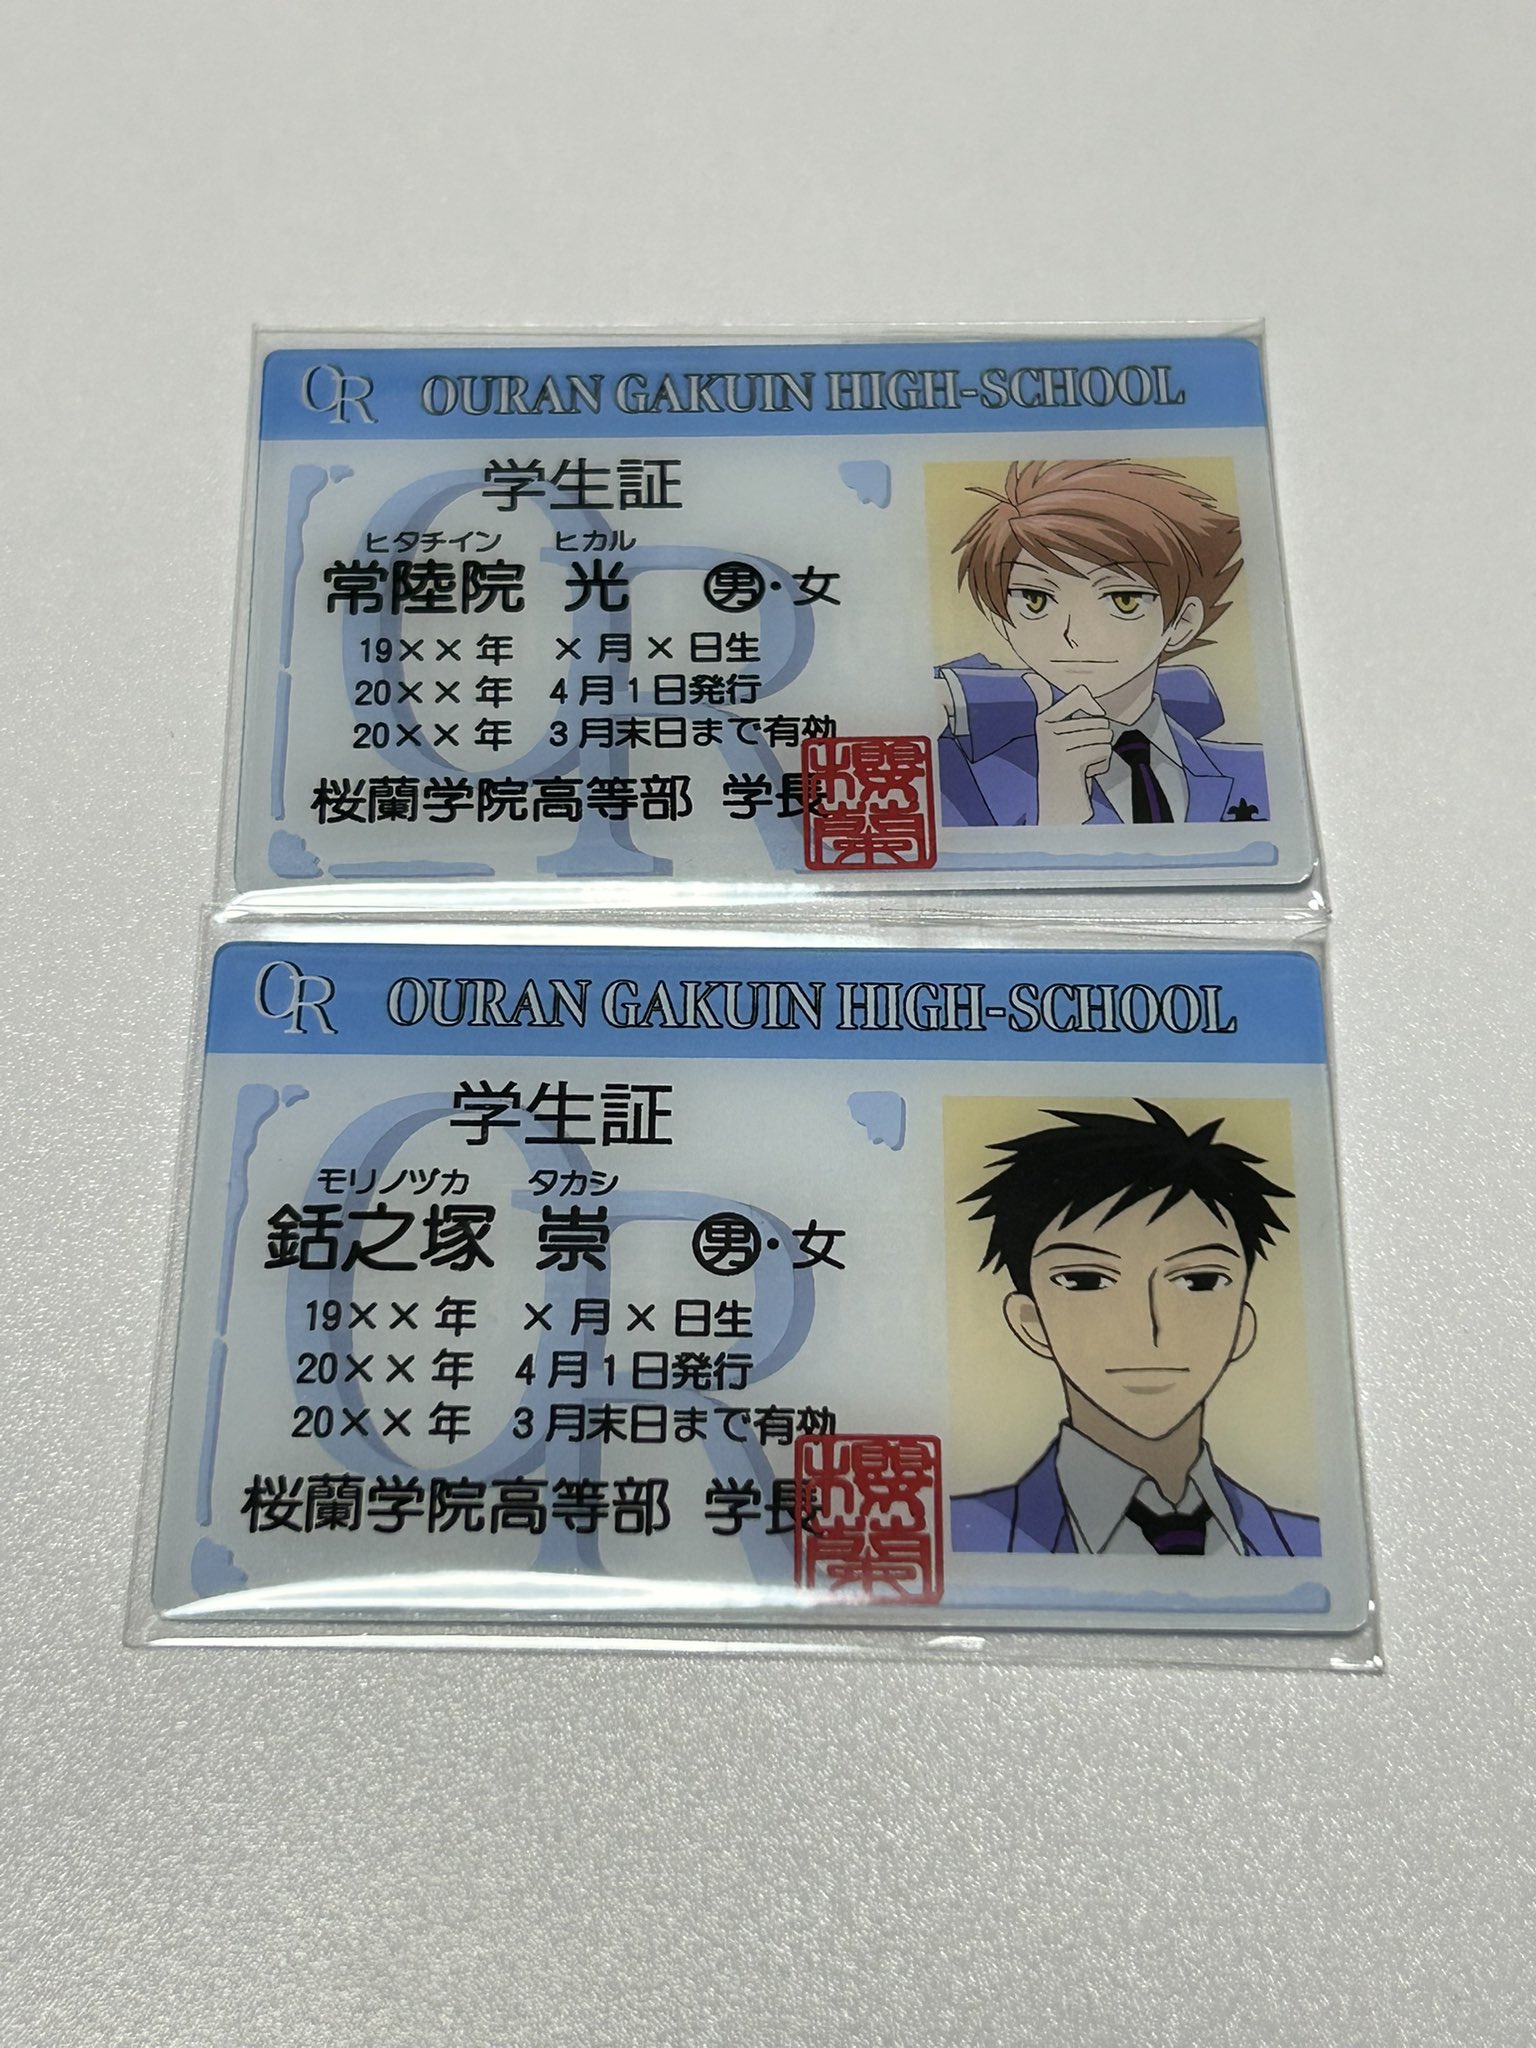 OR OURAN GAKUIN HIGH-SCHOOL
学生証
ヒタチイン ヒカル
常陸院 光 男・女
19××年 ×月×日生
20××年 4月1日発行
20××年 3月末日まで有効
桜蘭学院高等部 学長
櫻蘭
OR OURAN GAKUIN HIGH-SCHOOL
学生証
モリノヅカ タカシ
銛之塚 崇 男・女
19××年 ×月×日生
20××年 4月1日発行
20××年 3月末日まで有効
桜蘭学院高等部 学長
櫻蘭